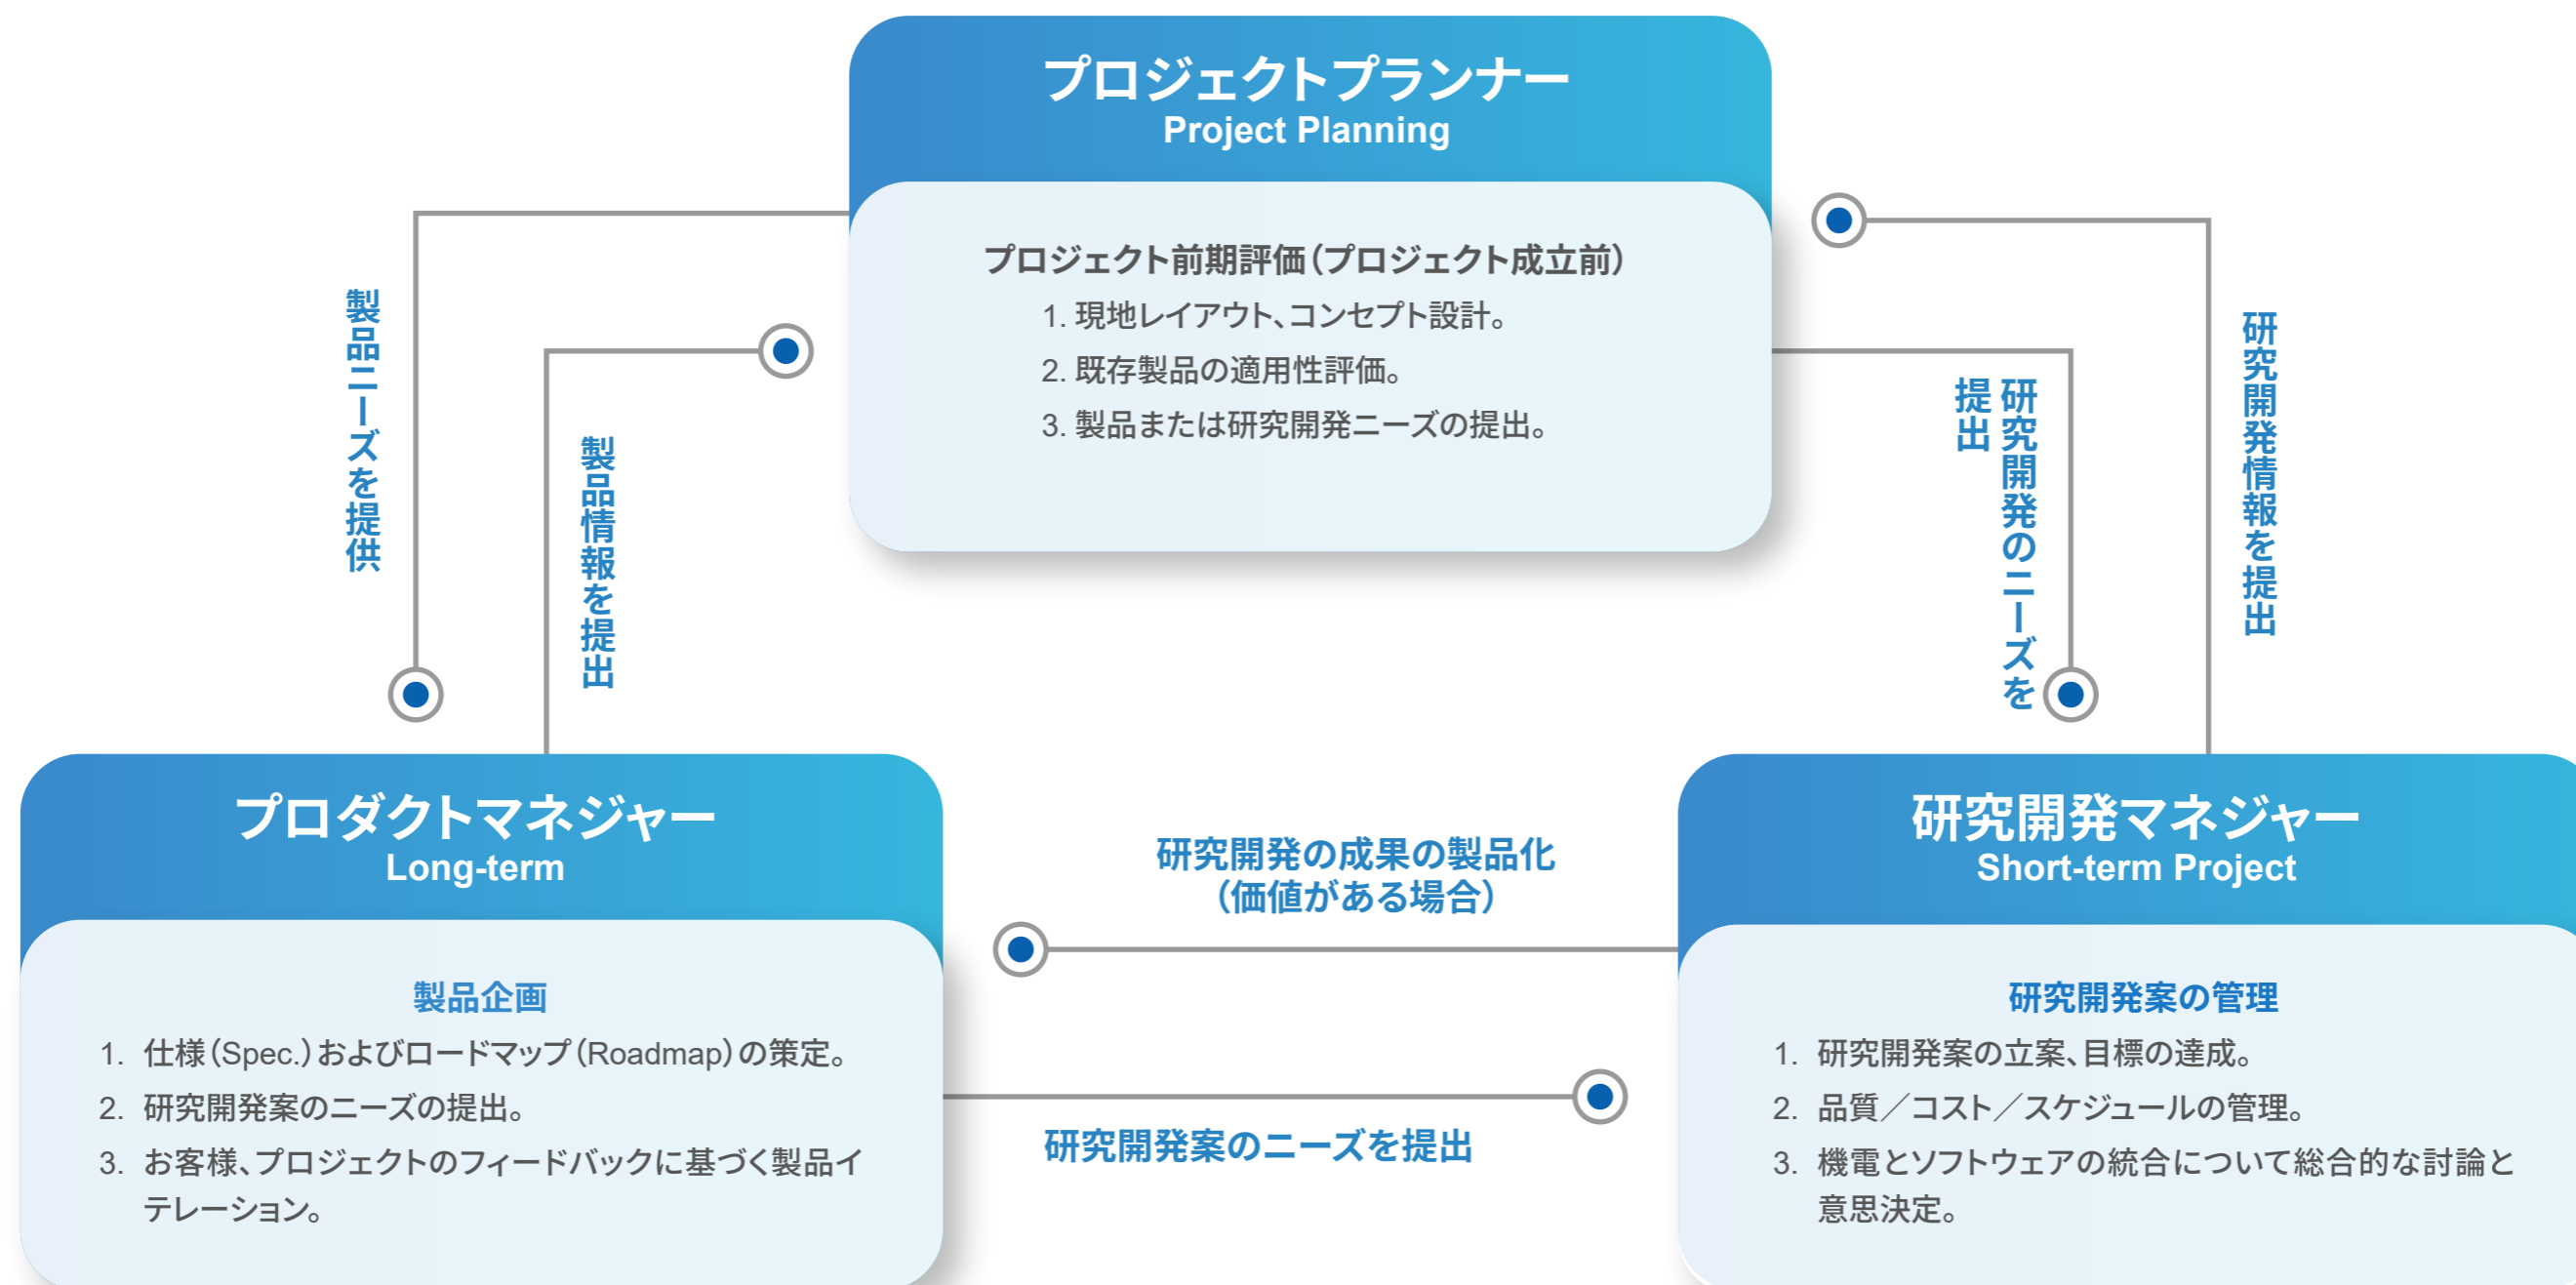 プロジェクトプランナー
Project Planning
プロジェクト前期評価（プロジェクト成立前）
1. 現地レイアウト、コンセプト設計。
2. 既存製品の適用性評価。
3. 製品または研究開発ニーズの提出。
製品ニーズを提供
製品情報を提出
研究開発のニーズを
提出
研究開発情報を提出
プロダクトマネジャー
Long-term
製品企画
1. 仕様（Spec.）およびロードマップ（Roadmap）の策定。
2. 研究開発案のニーズの提出。
3. お客様、プロジェクトのフィードバックに基づく製品イ
テレーション。
研究開発の成果の製品化
（価値がある場合）
研究開発案のニーズを提出
研究開発マネジャー
Short-term Project
研究開発案の管理
1. 研究開発案の立案、目標の達成。
2. 品質／コスト／スケジュールの管理。
3. 機電とソフトウェアの統合について総合的な討論と
意思決定。